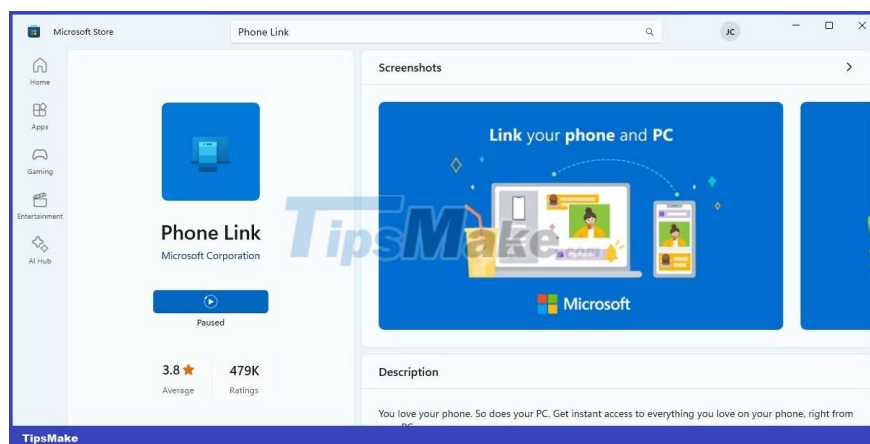 Microsoft Store
Phone Link
JC
Home
Apps
Gaming
Entertainment
AI Hub
Phone Link
Microsoft Corporation
Paused
3.8
Average
479K
Ratings
Screenshots
Link your phone and PC
Microsoft
TipsMake.com
Description
You love your phone. So does your PC. Get instant access to everything you love on your phone, right from
TipsMake